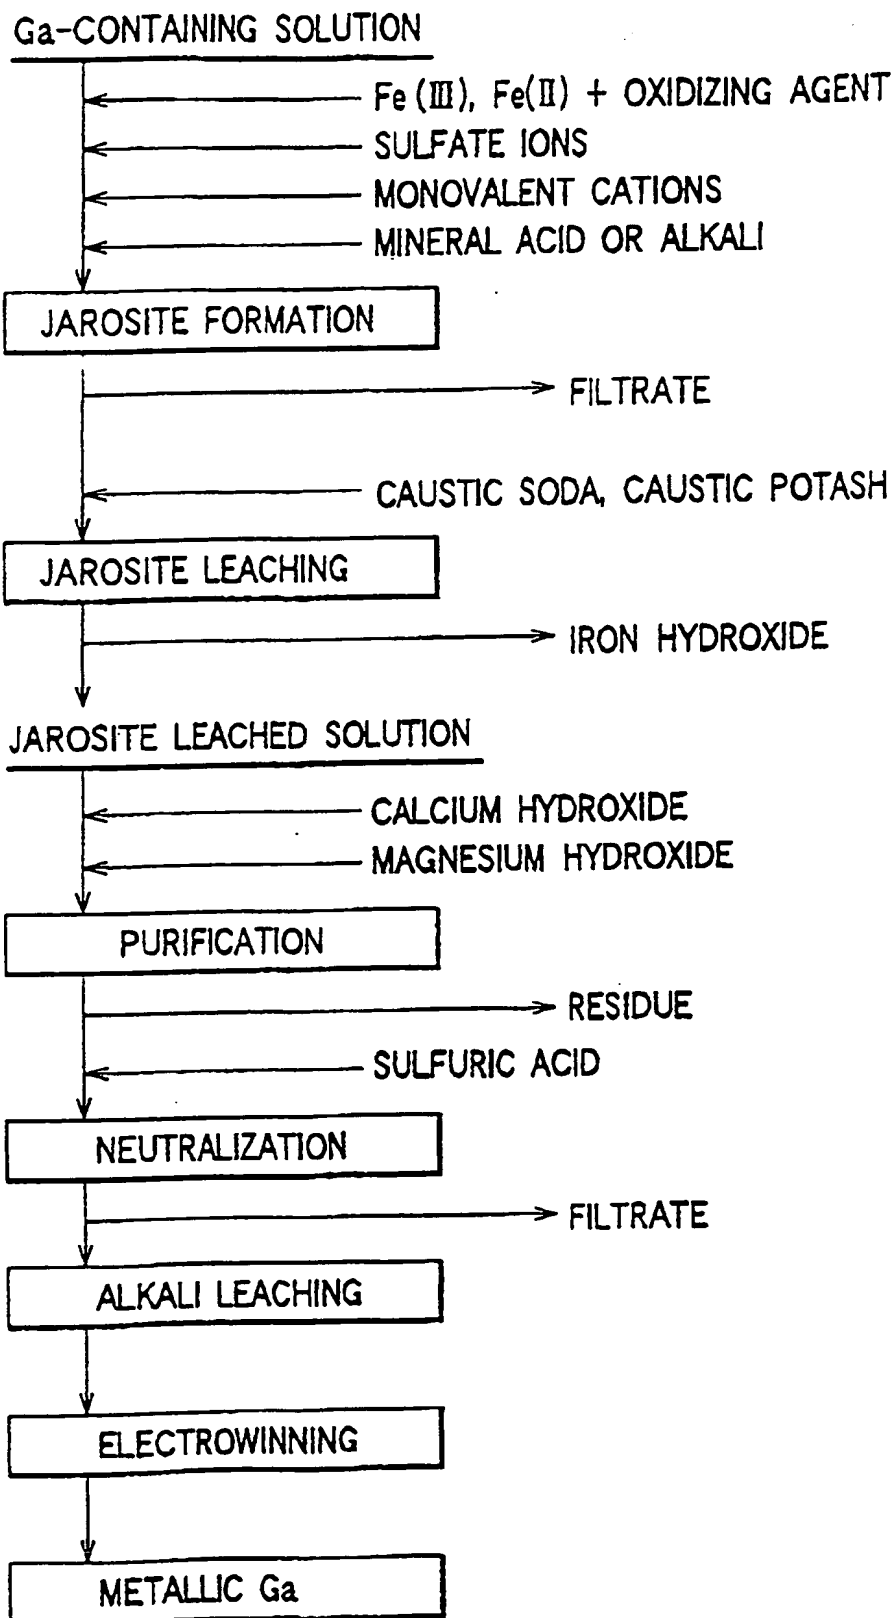 Ga-CONTAINING SOLUTION
Fe(III), Fe(II) + OXIDIZING AGENT
SULFATE IONS
MONOVALENT CATIONS
MINERAL ACID OR ALKALI
JAROSITE FORMATION
FILTRATE
CAUSTIC SODA, CAUSTIC POTASH
JAROSITE LEACHING
IRON HYDROXIDE
JAROSITE LEACHED SOLUTION
CALCIUM HYDROXIDE
MAGNESIUM HYDROXIDE
PURIFICATION
RESIDUE
SULFURIC ACID
NEUTRALIZATION
FILTRATE
ALKALI LEACHING
ELECTROWINNING
METALLIC Ga